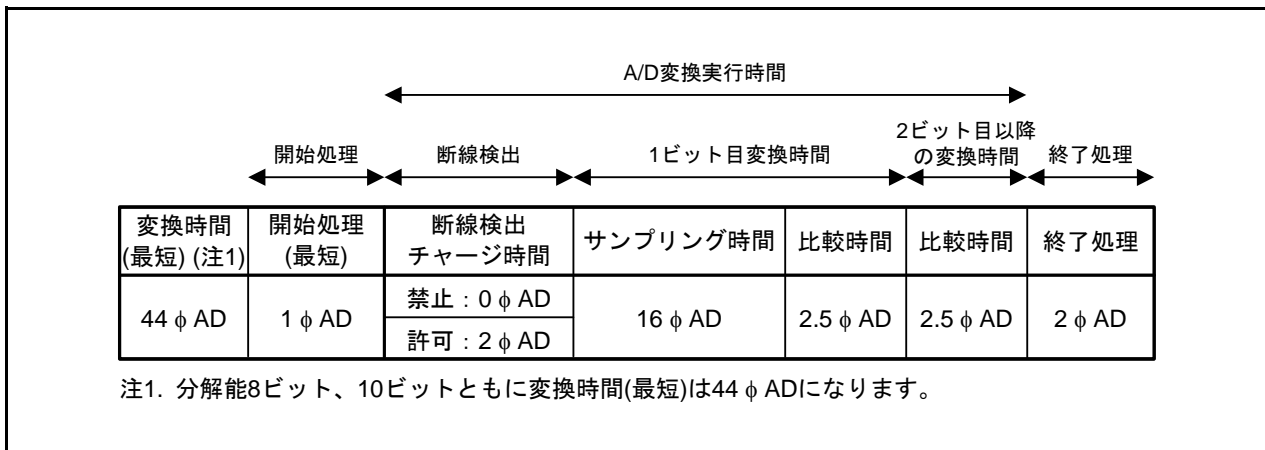 A/D変換実行時間
開始処理
断線検出
1ビット目変換時間
2ビット目以降
の変換時間
終了処理
変換時間
(最短) (注1)
開始処理
(最短)
断線検出
チャージ時間
サンプリング時間
比較時間
比較時間
終了処理
44 φ AD
1 φ AD
禁止：0 φ AD
許可：2 φ AD
16 φ AD
2.5 φ AD
2.5 φ AD
2 φ AD
注1. 分解能8ビット、10ビットともに変換時間(最短)は44 φ ADになります。